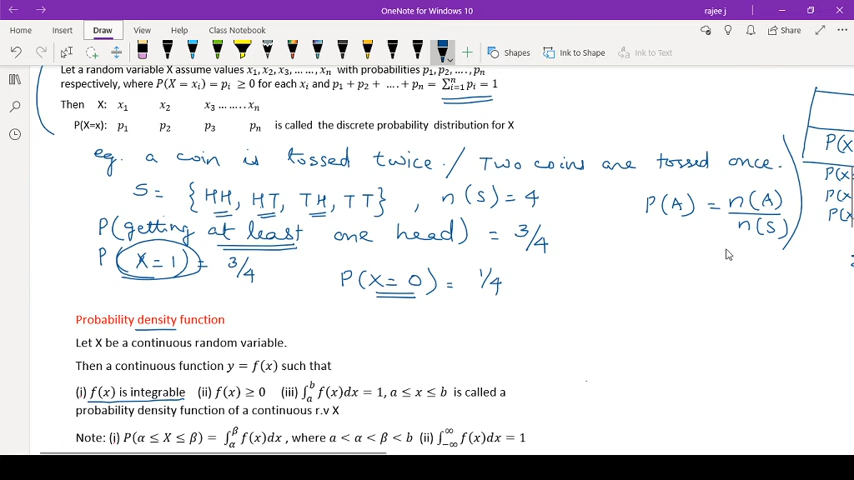 OneNote for Windows 10
rajee j
Home Insert Draw View Help Class Notebook Share
Shapes Ink to Shape Ink to Text
Let a random variable X assume values x₁, x₂, x₃, ……, xₙ with probabilities p₁, p₂, …., pₙ
respectively, where P(X = xᵢ) = pᵢ ≥ 0 for each xᵢ and p₁ + p₂ + …. + pₙ = ∑ⁿᵢ₌₁ pᵢ = 1
Then X: x₁ x₂ x₃ …….. xₙ
P(X=x): p₁ p₂ p₃ pₙ is called the discrete probability distribution for X
eg. a coin is tossed twice. / Two coins are tossed once.
S = {HH, HT, TH, TT} , n(S) = 4
P(A) = n(A)/n(S)
P(getting at least one head) = 3/4
P(X=1) = 3/4
P(X=0) = 1/4
P(X
P(x
P(x
P(x
Probability density function
Let X be a continuous random variable.
Then a continuous function y = f(x) such that
(i) f(x) is integrable (ii) f(x) ≥ 0 (iii) ∫ₐᵇ f(x)dx = 1, a ≤ x ≤ b is called a
probability density function of a continuous r.v X
Note: (i) P(α ≤ X ≤ β) = ∫_α^β f(x)dx , where a < α < β < b (ii) ∫_{-∞}^{∞} f(x)dx = 1